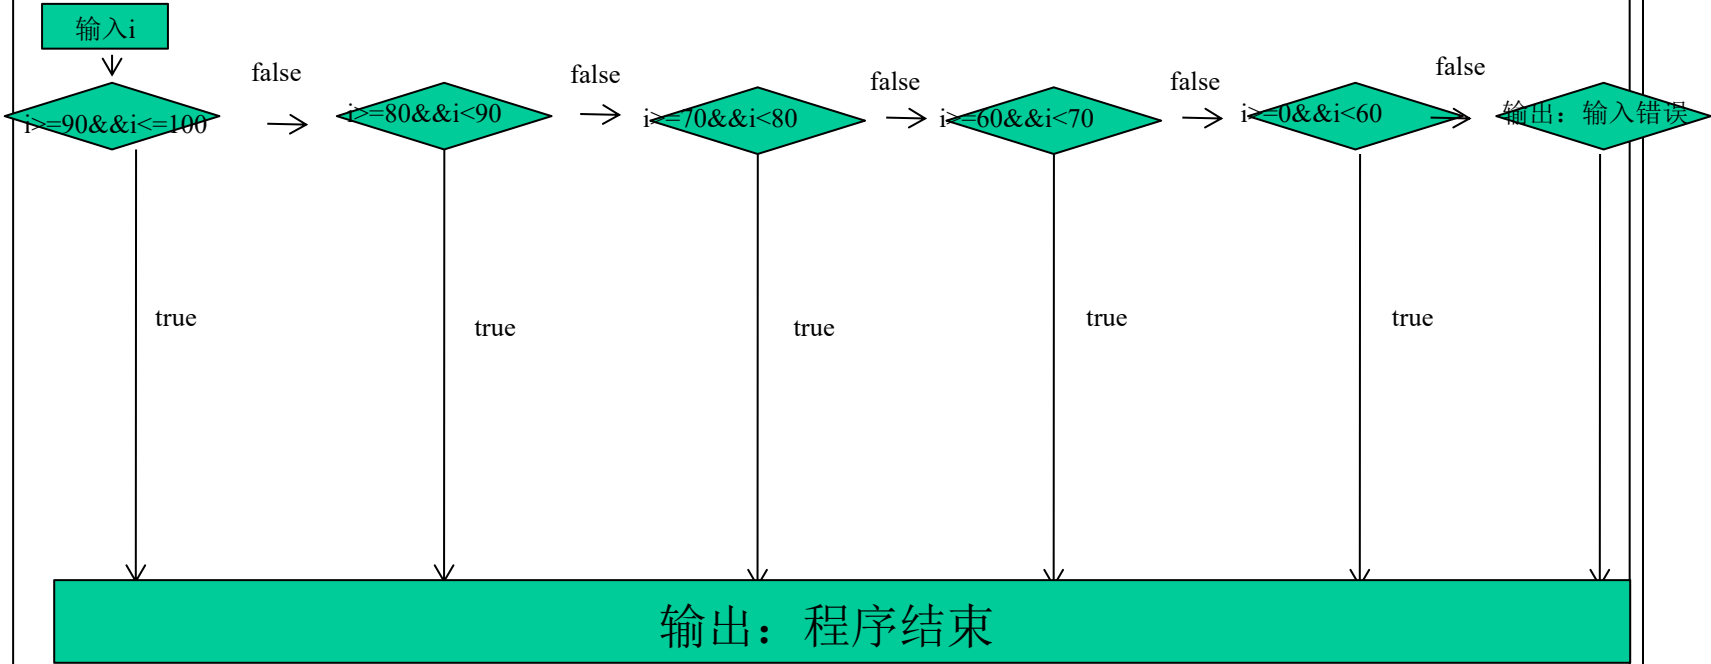 输入i
false
false
false
false
false
i>=90&&i<=100
i>=80&&i<90
i>=70&&i<80
i>=60&&i<70
i>=0&&i<60
输出：输入错误
true
true
true
true
true
输出：程序结束